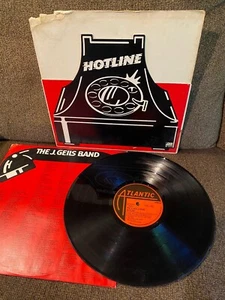 HOTLINE
THE J. GEILS BAND
ATLANTIC